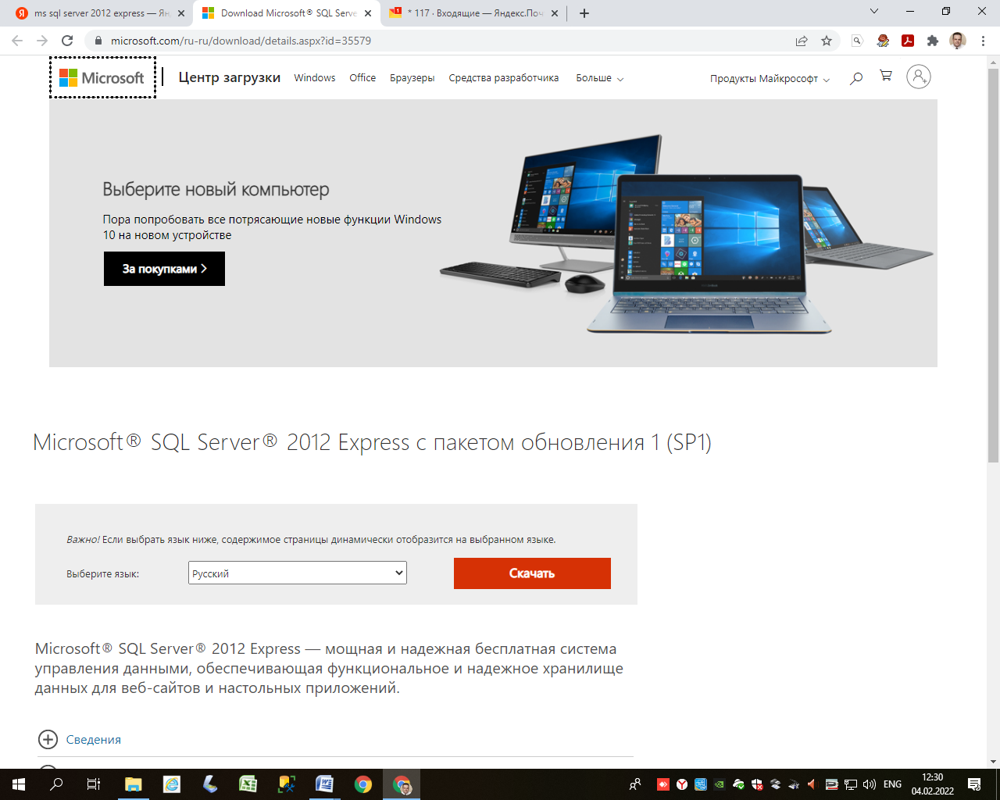 ms sql server 2012 express — Ян
Download Microsoft® SQL Serve
* 117 · Входящие — Яндекс.Поч
microsoft.com/ru-ru/download/details.aspx?id=35579
Microsoft
Центр загрузки
Windows
Office
Браузеры
Средства разработчика
Больше
Продукты Майкрософт
Выберите новый компьютер
Пора попробовать все потрясающие новые функции Windows
10 на новом устройстве
За покупками
Microsoft® SQL Server® 2012 Express с пакетом обновления 1 (SP1)
Важно! Если выбрать язык ниже, содержимое страницы динамически отобразится на выбранном языке.
Выберите язык:
Русский
Скачать
Microsoft® SQL Server® 2012 Express — мощная и надежная бесплатная система
управления данными, обеспечивающая функциональное и надежное хранилище
данных для веб-сайтов и настольных приложений.
Сведения
ENG
12:30
04.02.2022